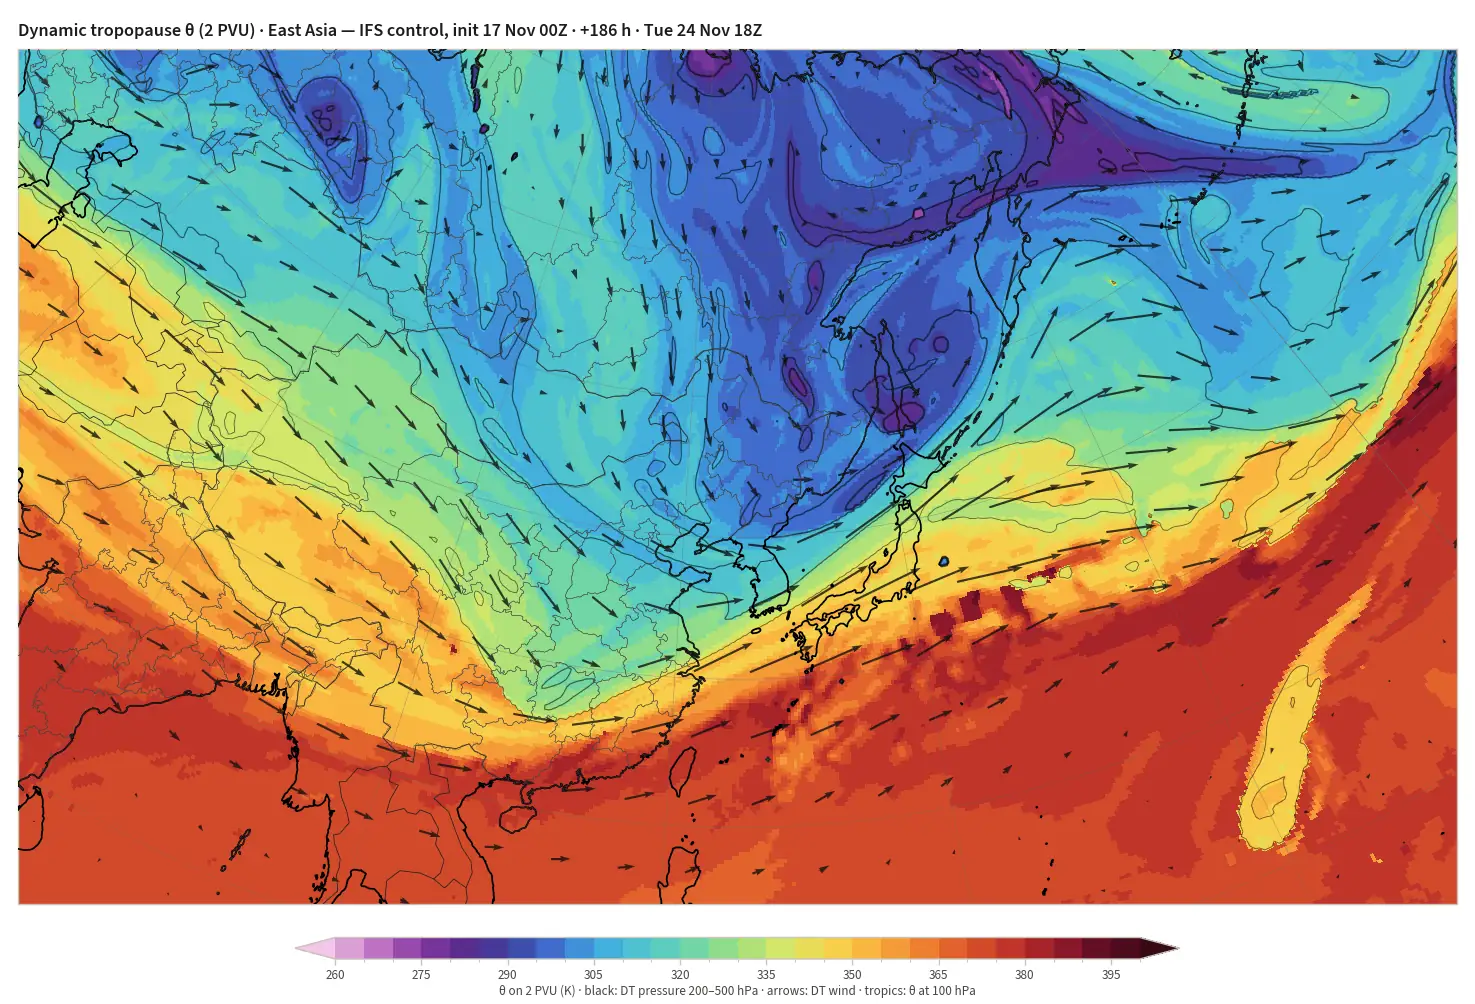 Dynamic tropopause θ (2 PVU) · East Asia — IFS control, init 17 Nov 00Z · +186 h · Tue 24 Nov 18Z
260 275 290 305 320 335 350 365 380 395
θ on 2 PVU (K) · black: DT pressure 200–500 hPa · arrows: DT wind · tropics: θ at 100 hPa